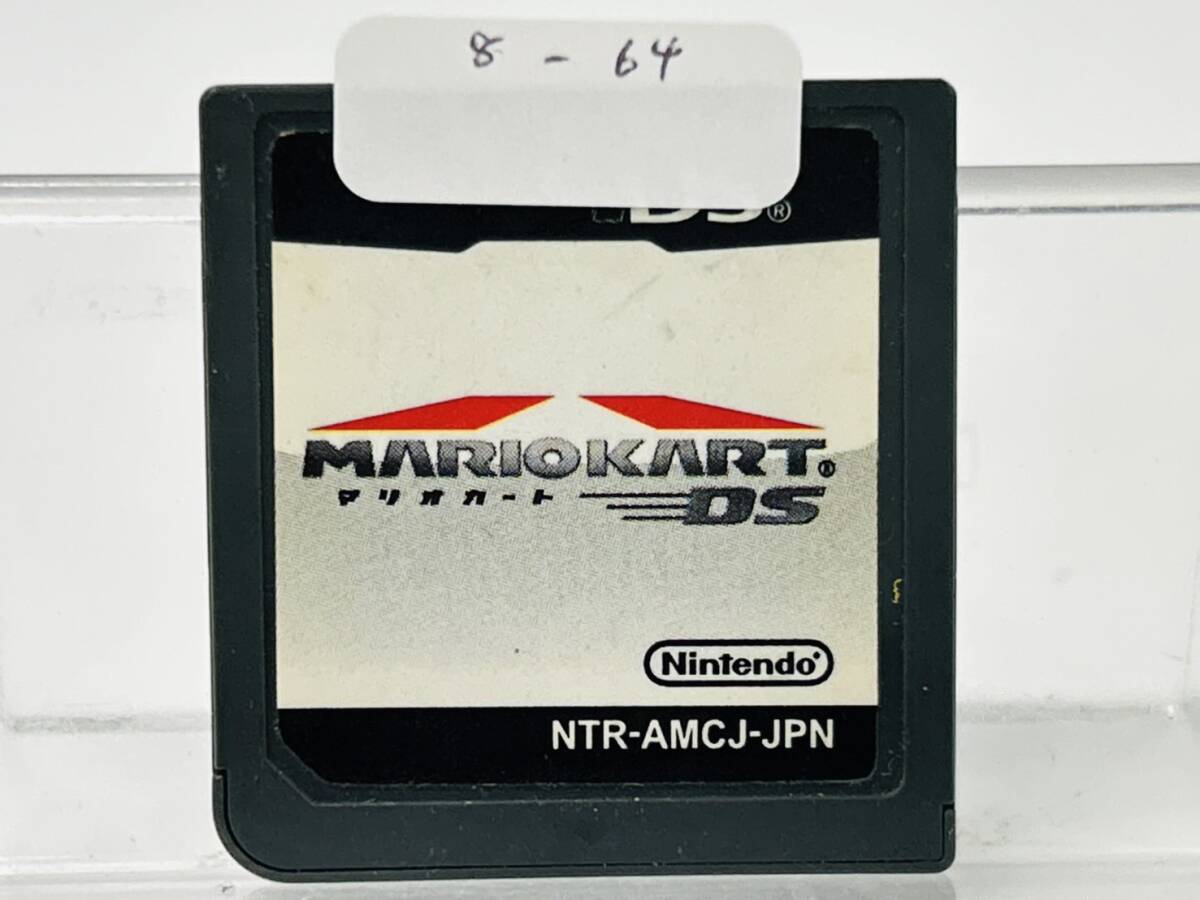 8 - 64
DS®
MARIOKART®
マリオカート DS
Nintendo®
NTR-AMCJ-JPN